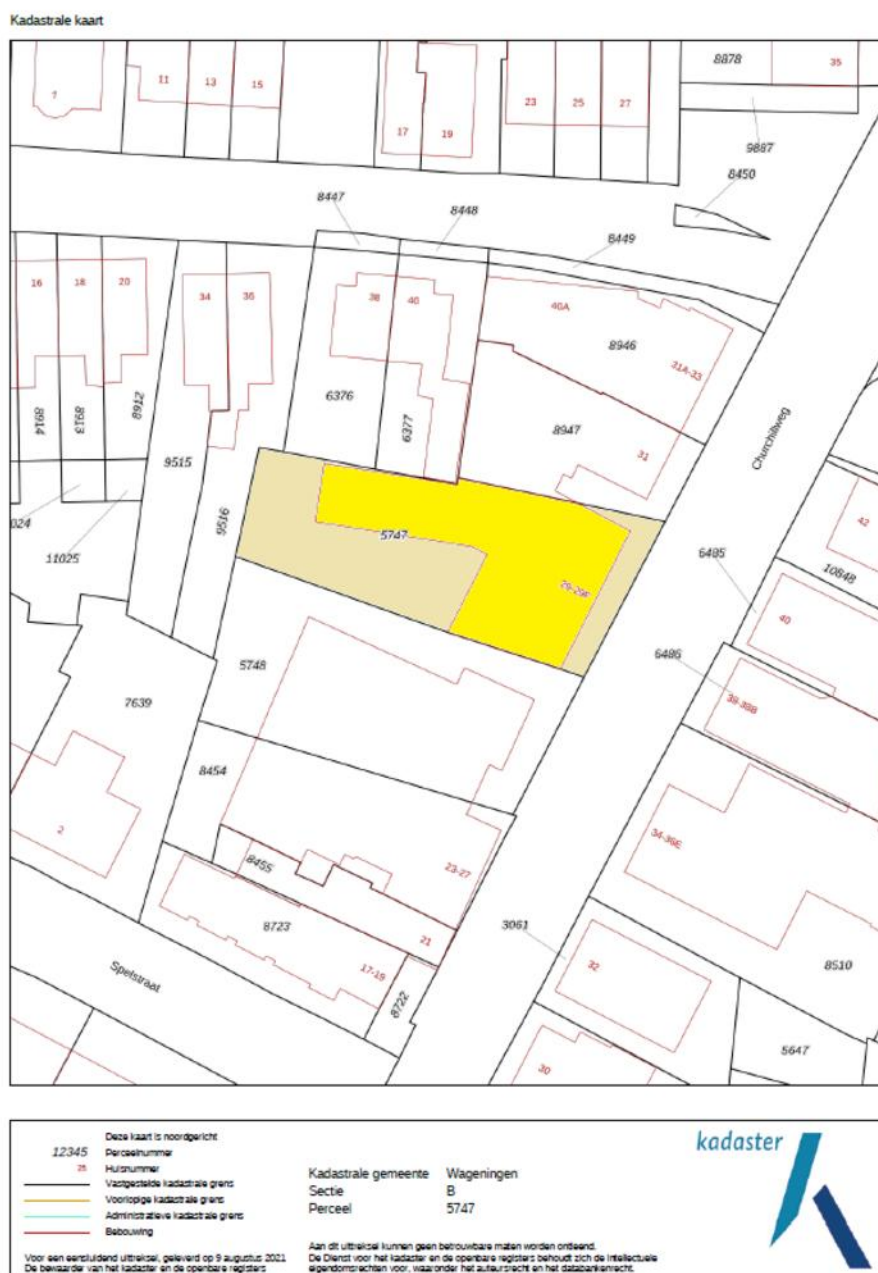 Kadastrale kaart
7
11
13
15
17
19
23
25
27
8878
35
9887
8450
8447
8448
8449
16
18
20
34
36
38
40
40A
8946
31A-33
8914
8913
8912
6376
6377
8947
31
Churchillweg
9515
9516
024
11025
5747
29-29F
42
10848
6485
40
6486
38-38B
5748
7639
8454
2
34-36E
8455
23-27
8723
21
3061
17-19
32
8510
Spelstraat
8722
30
5647
Deze kaart is noordgericht
12345 Perceelnummer
25 Huisnummer
Vastgestelde kadastrale grens
Voorlopige kadastrale grens
Administratieve kadastrale grens
Bebouwing
Voor een eensluidend uittreksel, geleverd op 9 augustus 2021
De bewaarder van het kadaster en de openbare registers
Kadastrale gemeente Wageningen
Sectie B
Perceel 5747
Aan dit uittreksel kunnen geen betrouwbare maten worden ontleend.
De Dienst voor het kadaster en de openbare registers behoudt zich de intellectuele
eigendomsrechten voor, waaronder het auteursrecht en het databankenrecht.
kadaster